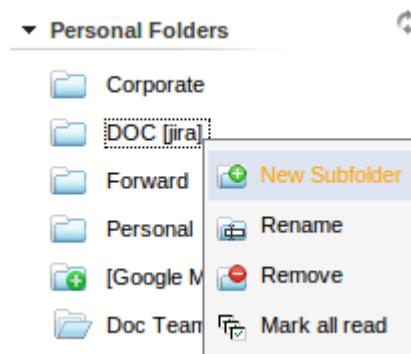 Personal Folders
Corporate
DOC [jira]
New Subfolder
Forward
Rename
Personal
Remove
[Google M
Doc Team
Mark all read